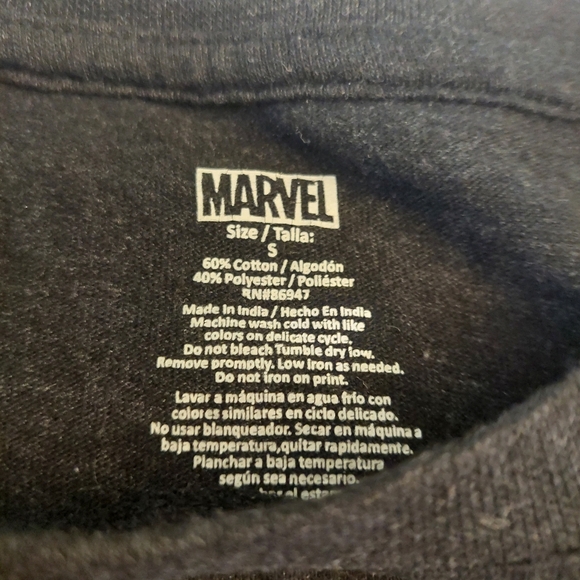 MARVEL
Size / Talla:
S
60% Cotton / Algodón
40% Polyester / Poliéster
RN#86947
Made In India / Hecho En India
Machine wash cold with like
colors on delicate cycle.
Do not bleach Tumble dry low.
Remove promptly. Low Iron as needed.
Do not iron on print.
Lavar a máquina en agua frío con
colores similares en ciclo delicado.
No usar blanqueador. Secar en máquina a
baja temperatura,quitar rapidamente.
Planchar a baja temperatura
según sea necesario.